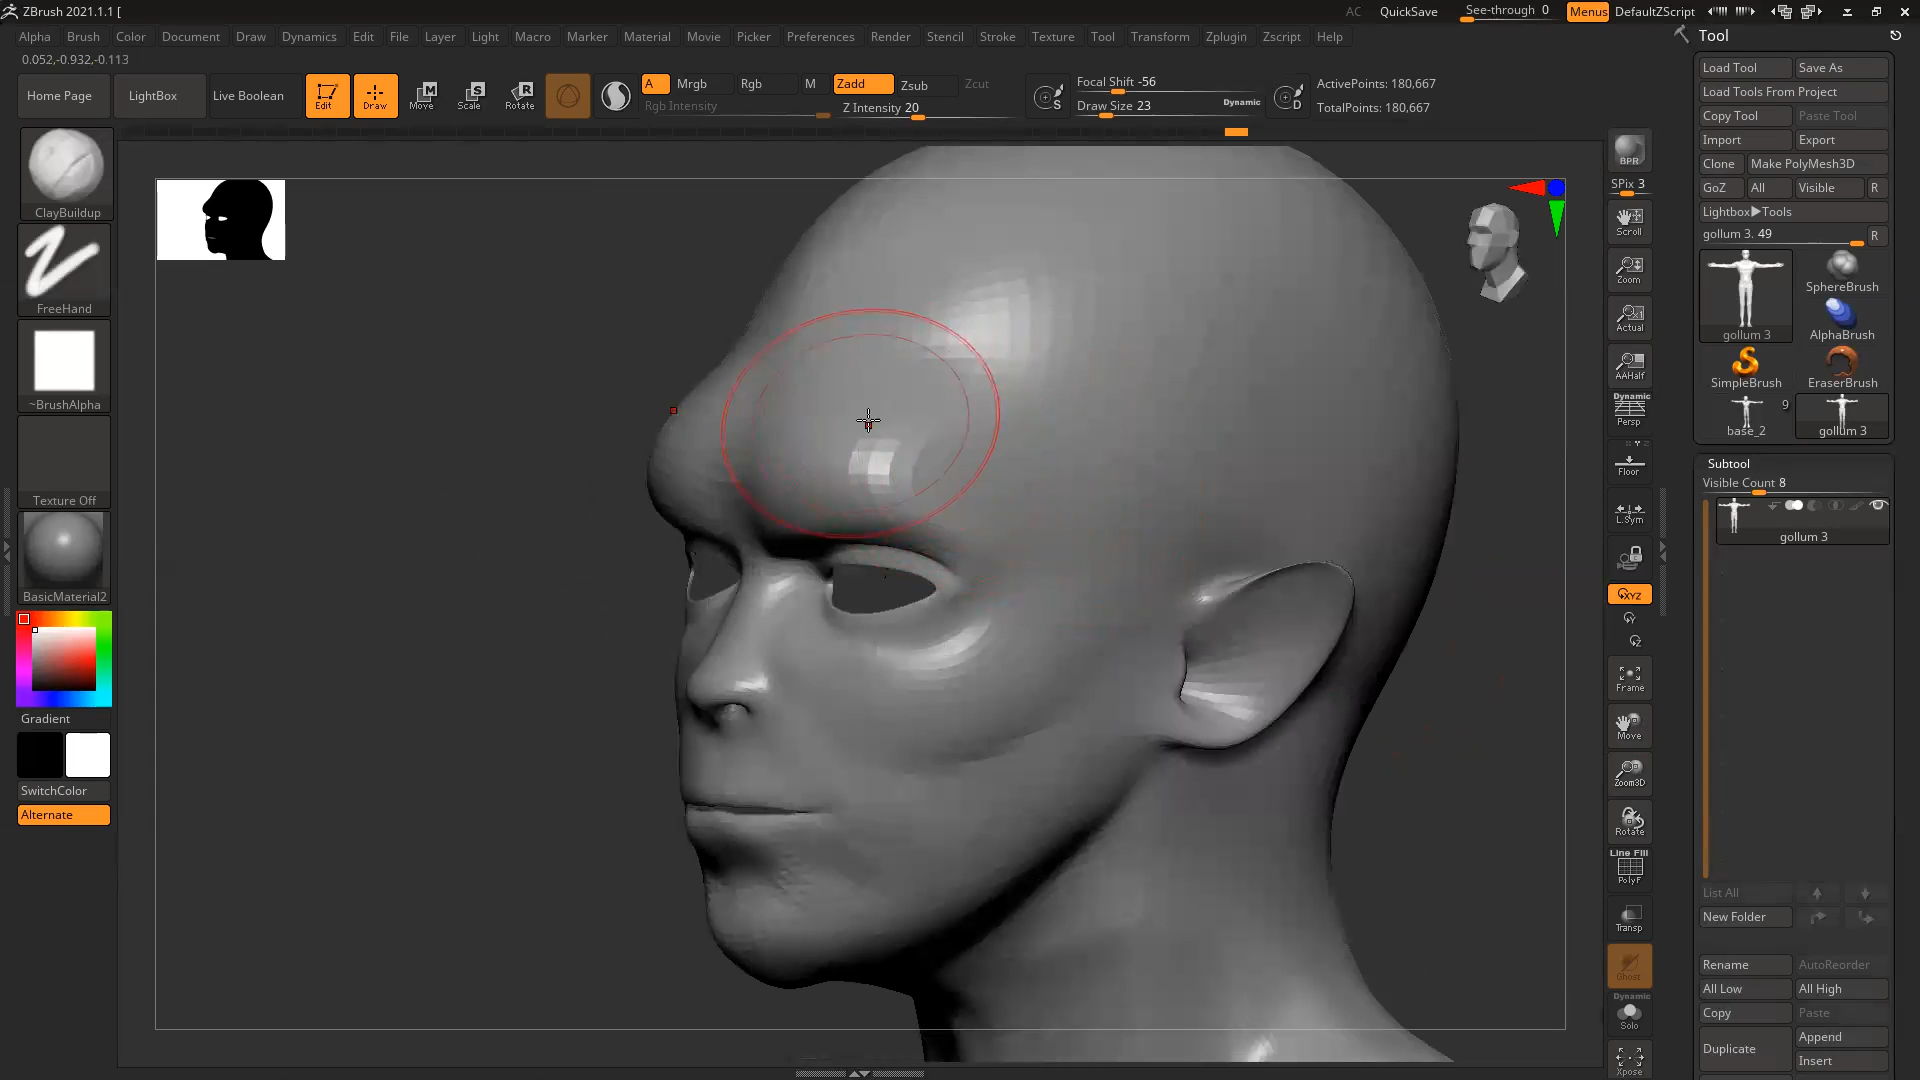 ZBrush 2021.1.1 [
AC QuickSave See-through 0 Menus DefaultZScript
Alpha Brush Color Document Draw Dynamics Edit File Layer Light Macro Marker Material Movie Picker Preferences Render Stencil Stroke Texture Tool Transform Zplugin Zscript Help
0.052,-0.932,-0.113
Home Page LightBox Live Boolean Edit Draw Move Scale Rotate
A Mrgb Rgb M Zadd Zsub Zcut
Rgb Intensity Z Intensity 20
S Focal Shift -56
Draw Size 23 Dynamic
D ActivePoints: 180,667
TotalPoints: 180,667
ClayBuildup
FreeHand
~BrushAlpha
Texture Off
BasicMaterial2
Gradient
SwitchColor
Alternate
BPR
SPix 3
Scroll
Zoom
Actual
AAHalf
Dynamic
Persp
Floor
L.Sym
XYZ
Y
Z
Frame
Move
Zoom3D
Rotate
Line Fill
PolyF
Transp
Ghost
Dynamic
Solo
Xpose
Tool
Load Tool Save As
Load Tools From Project
Copy Tool Paste Tool
Import Export
Clone Make PolyMesh3D
GoZ All Visible R
Lightbox▶Tools
gollum 3. 49 R
gollum 3 SphereBrush
AlphaBrush
SimpleBrush EraserBrush
9
base_2 gollum 3
Subtool
Visible Count 8
gollum 3
List All
New Folder
Rename AutoReorder
All Low All High
Copy Paste
Duplicate Append
Insert